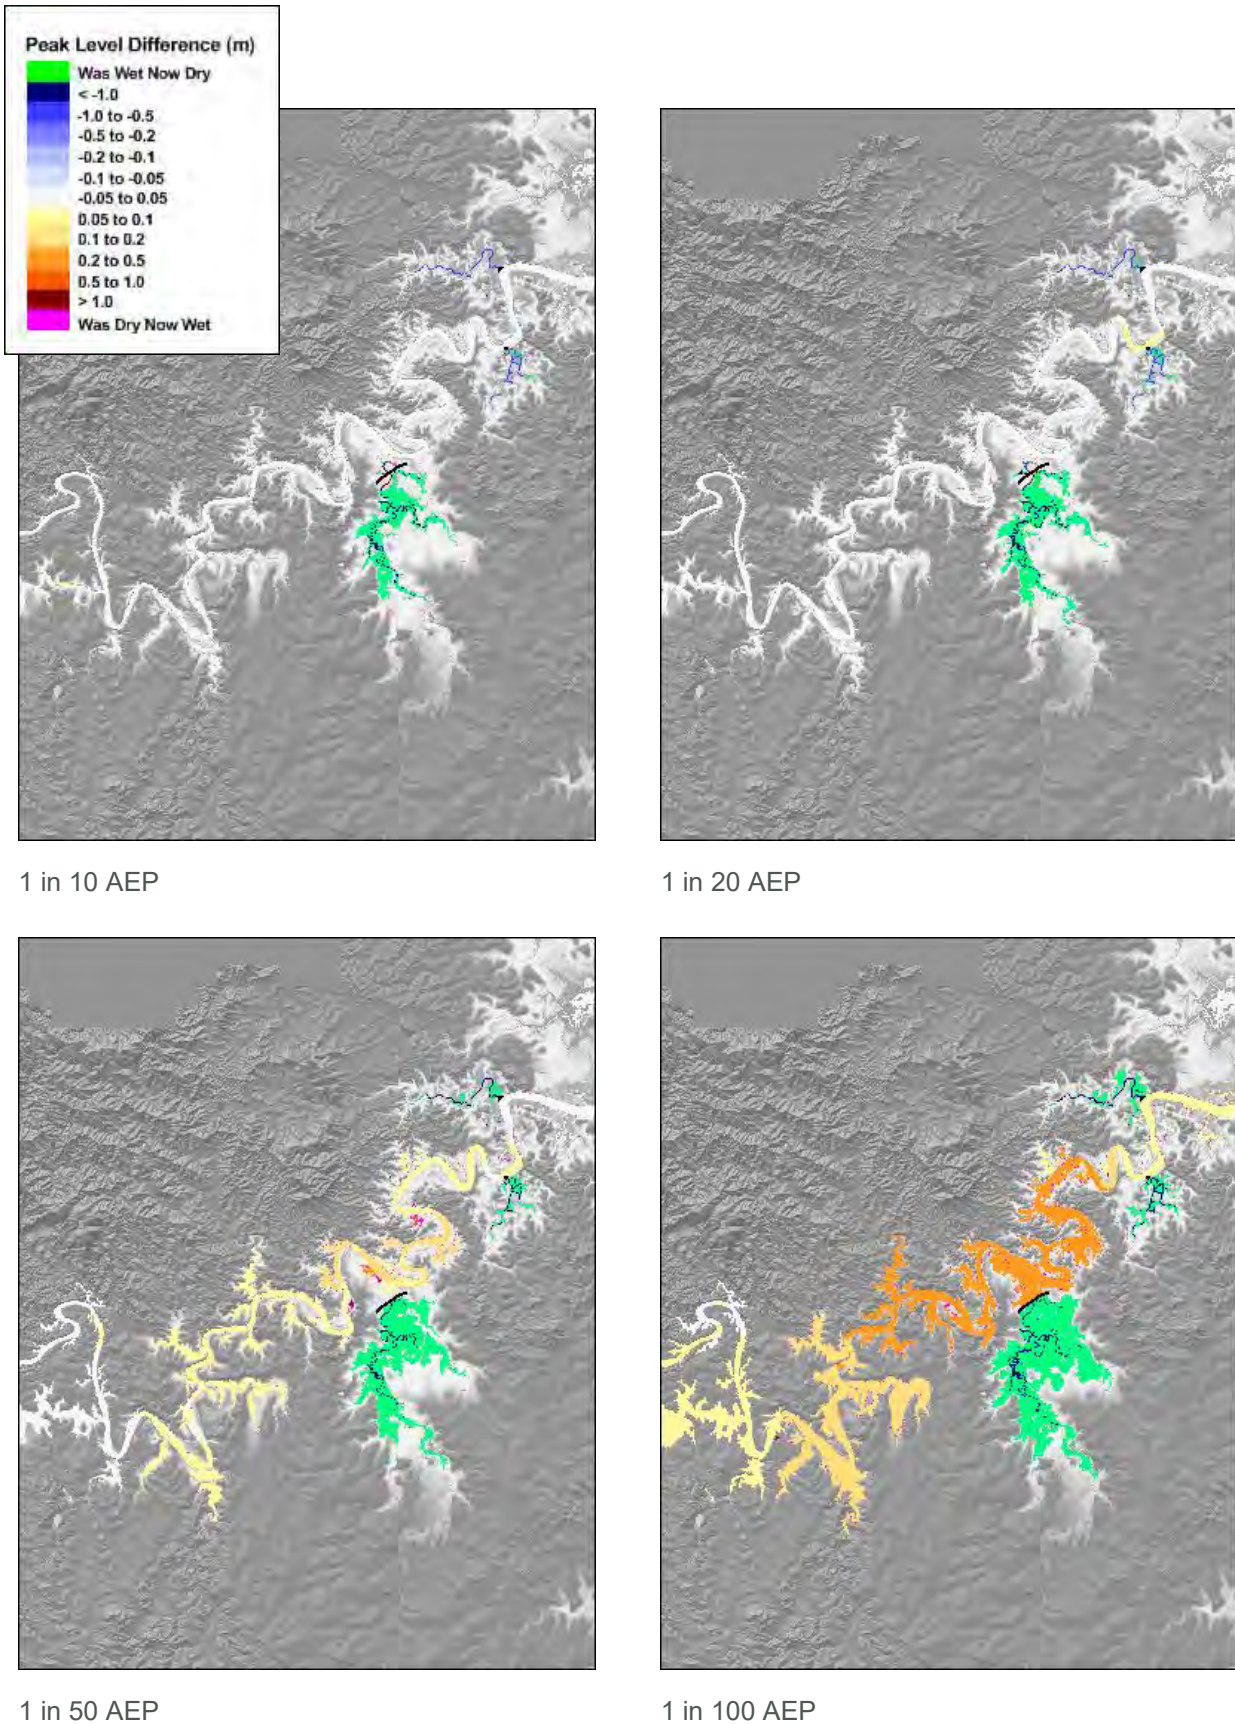 Peak Level Difference (m)
Was Wet Now Dry
< -1.0
-1.0 to -0.5
-0.5 to -0.2
-0.2 to -0.1
-0.1 to -0.05
-0.05 to 0.05
0.05 to 0.1
0.1 to 0.2
0.2 to 0.5
0.5 to 1.0
> 1.0
Was Dry Now Wet
1 in 10 AEP
1 in 20 AEP
1 in 50 AEP
1 in 100 AEP